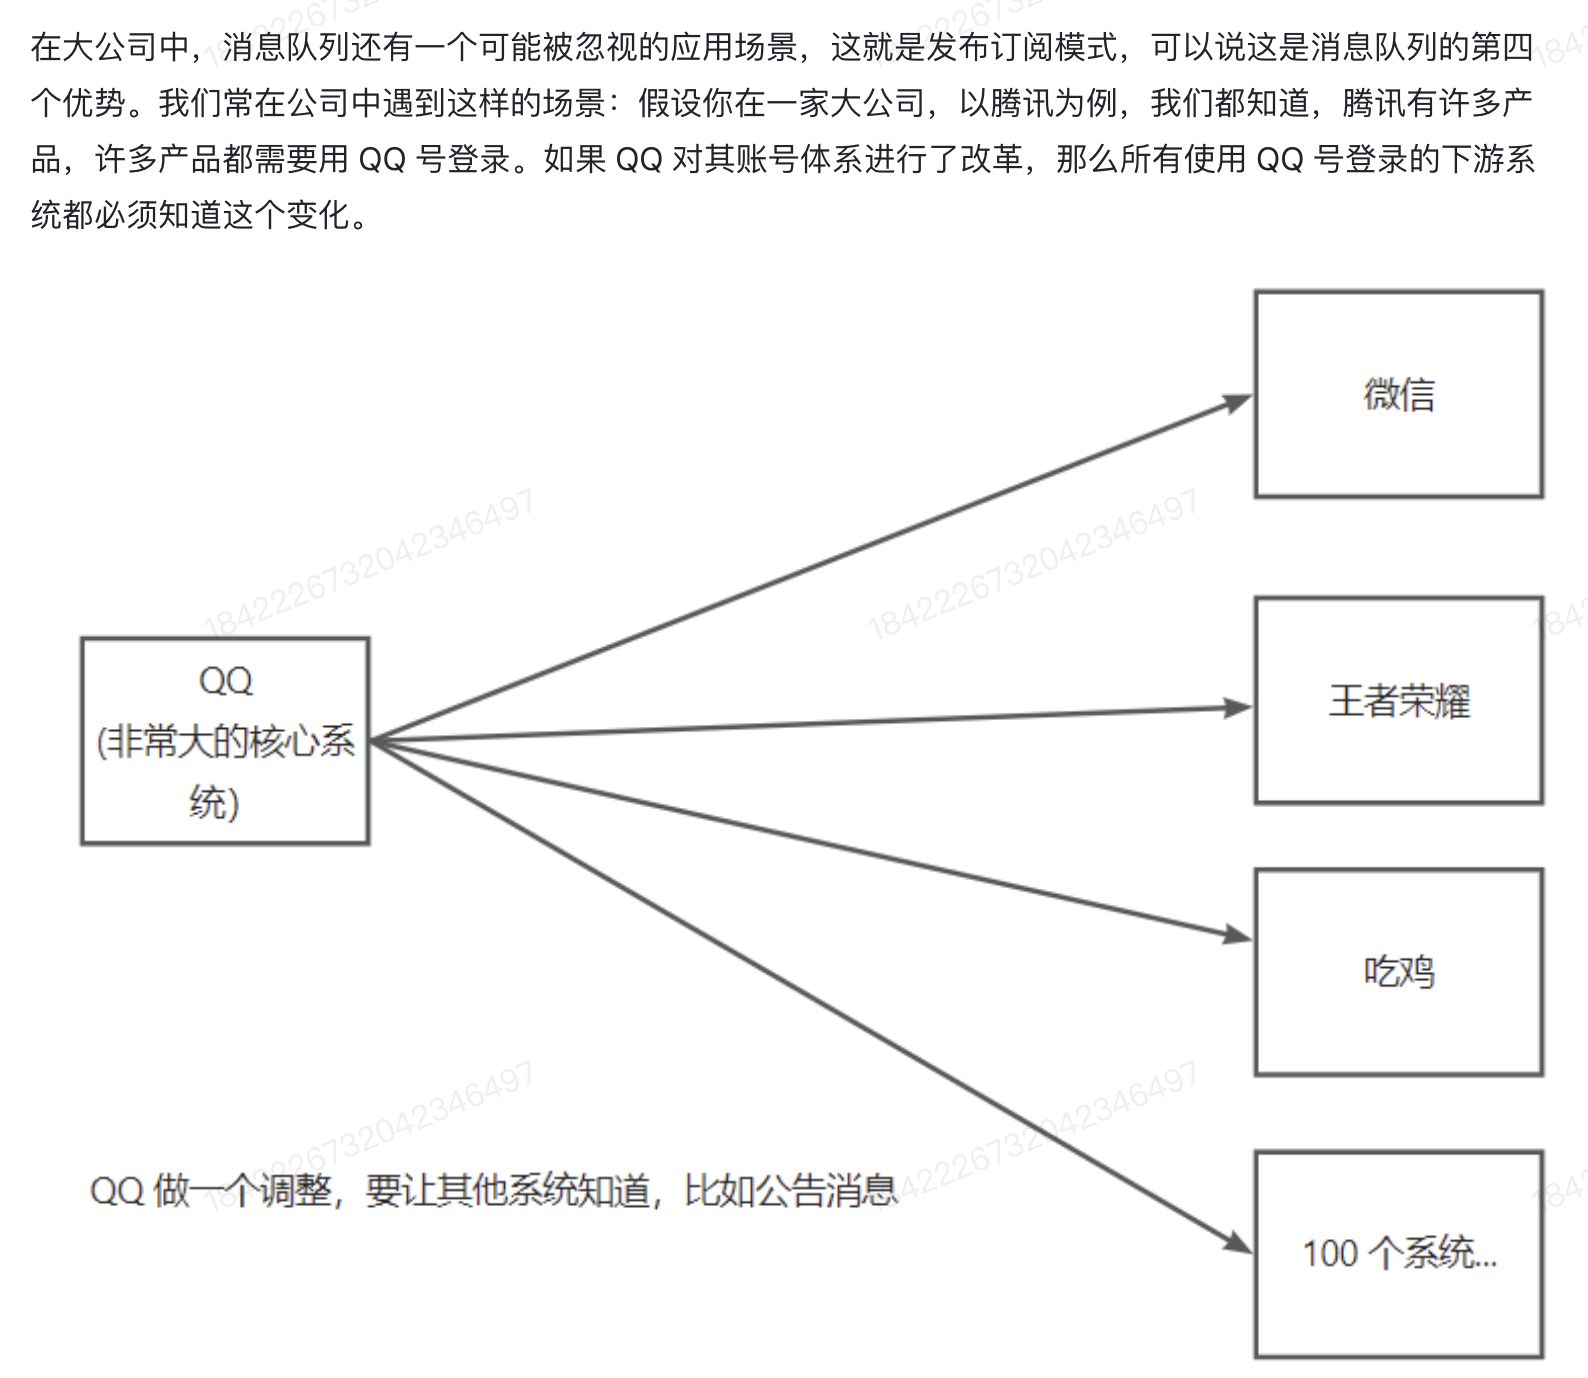 在大公司中，消息队列还有一个可能被忽视的应用场景，这就是发布订阅模式，可以说这是消息队列的第四
个优势。我们常在公司中遇到这样的场景：假设你在一家大公司，以腾讯为例，我们都知道，腾讯有许多产
品，许多产品都需要用 QQ 号登录。如果 QQ 对其账号体系进行了改革，那么所有使用 QQ 号登录的下游系
统都必须知道这个变化。
微信
QQ
(非常大的核心系
统)
王者荣耀
吃鸡
100 个系统...
QQ 做一个调整，要让其他系统知道，比如公告消息
1842226732042346497
1842226732042346497
1842226732042346497
1842226732042346497